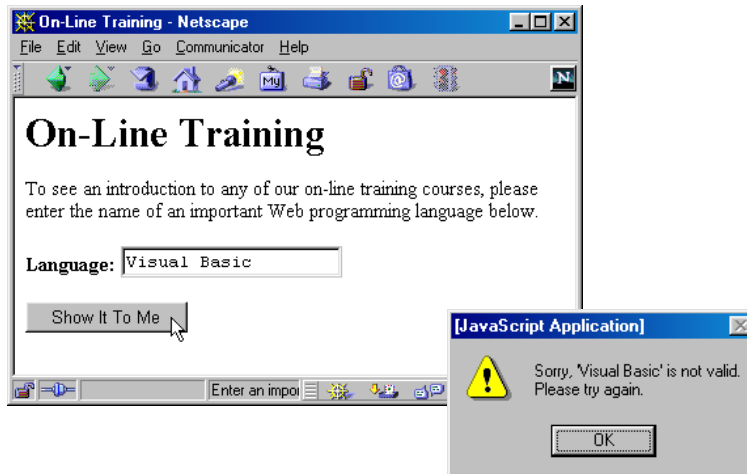 On-Line Training - Netscape
File Edit View Go Communicator Help
My
N
On-Line Training
To see an introduction to any of our on-line training courses, please
enter the name of an important Web programming language below.
Language: Visual Basic
Show It To Me
Enter an impo
[JavaScript Application]
Sorry, 'Visual Basic' is not valid.
Please try again.
OK